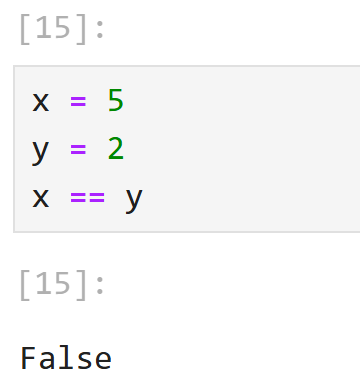 [15]:
x = 5
y = 2
x == y
[15]:
False